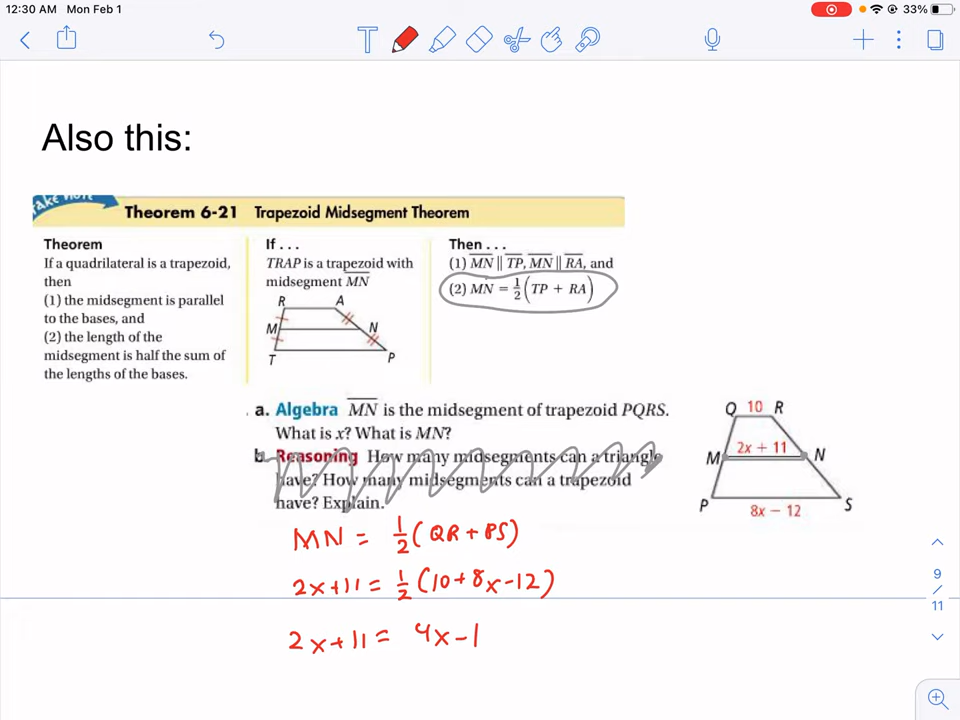 12:30 AM Mon Feb 1
33%
Also this:
TAKE NOTE
Theorem 6-21 Trapezoid Midsegment Theorem
Theorem
If a quadrilateral is a trapezoid,
then
(1) the midsegment is parallel
to the bases, and
(2) the length of the
midsegment is half the sum of
the lengths of the bases.
If . . .
TRAP is a trapezoid with
midsegment MN
R A
M N
T P
Then . . .
(1) MN ∥ TP, MN ∥ RA, and
(2) MN = 1/2 (TP + RA)
a. Algebra MN is the midsegment of trapezoid PQRS.
What is x? What is MN?
b. Reasoning How many midsegments can a triangle
have? How many midsegments can a trapezoid
have? Explain.
Q 10 R
M 2x + 11 N
P S
8x − 12
MN = 1/2 (QR + PS)
2x+11 = 1/2 (10+8x-12)
2x+11 = 4x-1
9
/
11